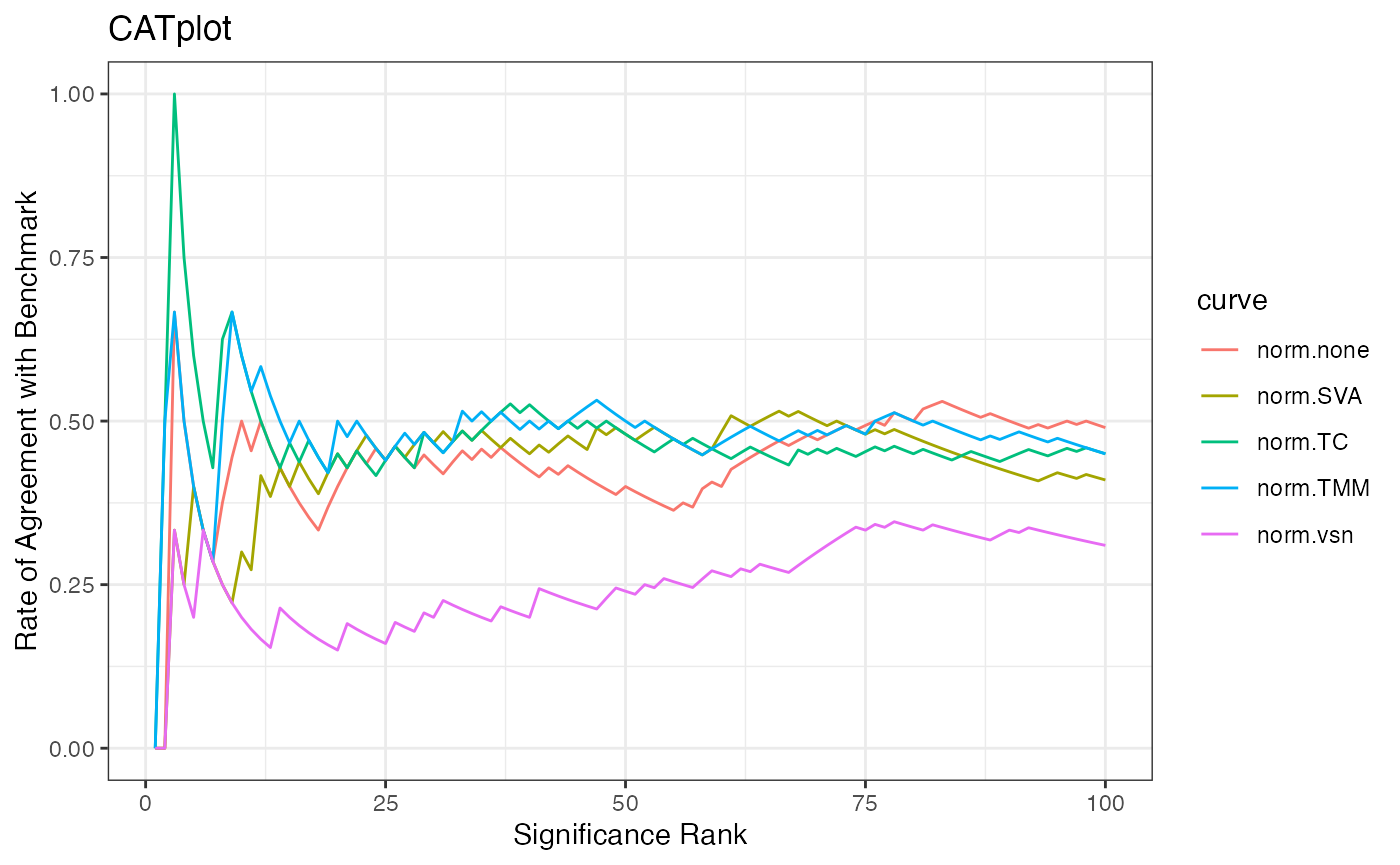 CATplot
Rate of Agreement with Benchmark
1.00
0.75
0.50
0.25
0.00
0 25 50 75 100
Significance Rank
curve
norm.none
norm.SVA
norm.TC
norm.TMM
norm.vsn